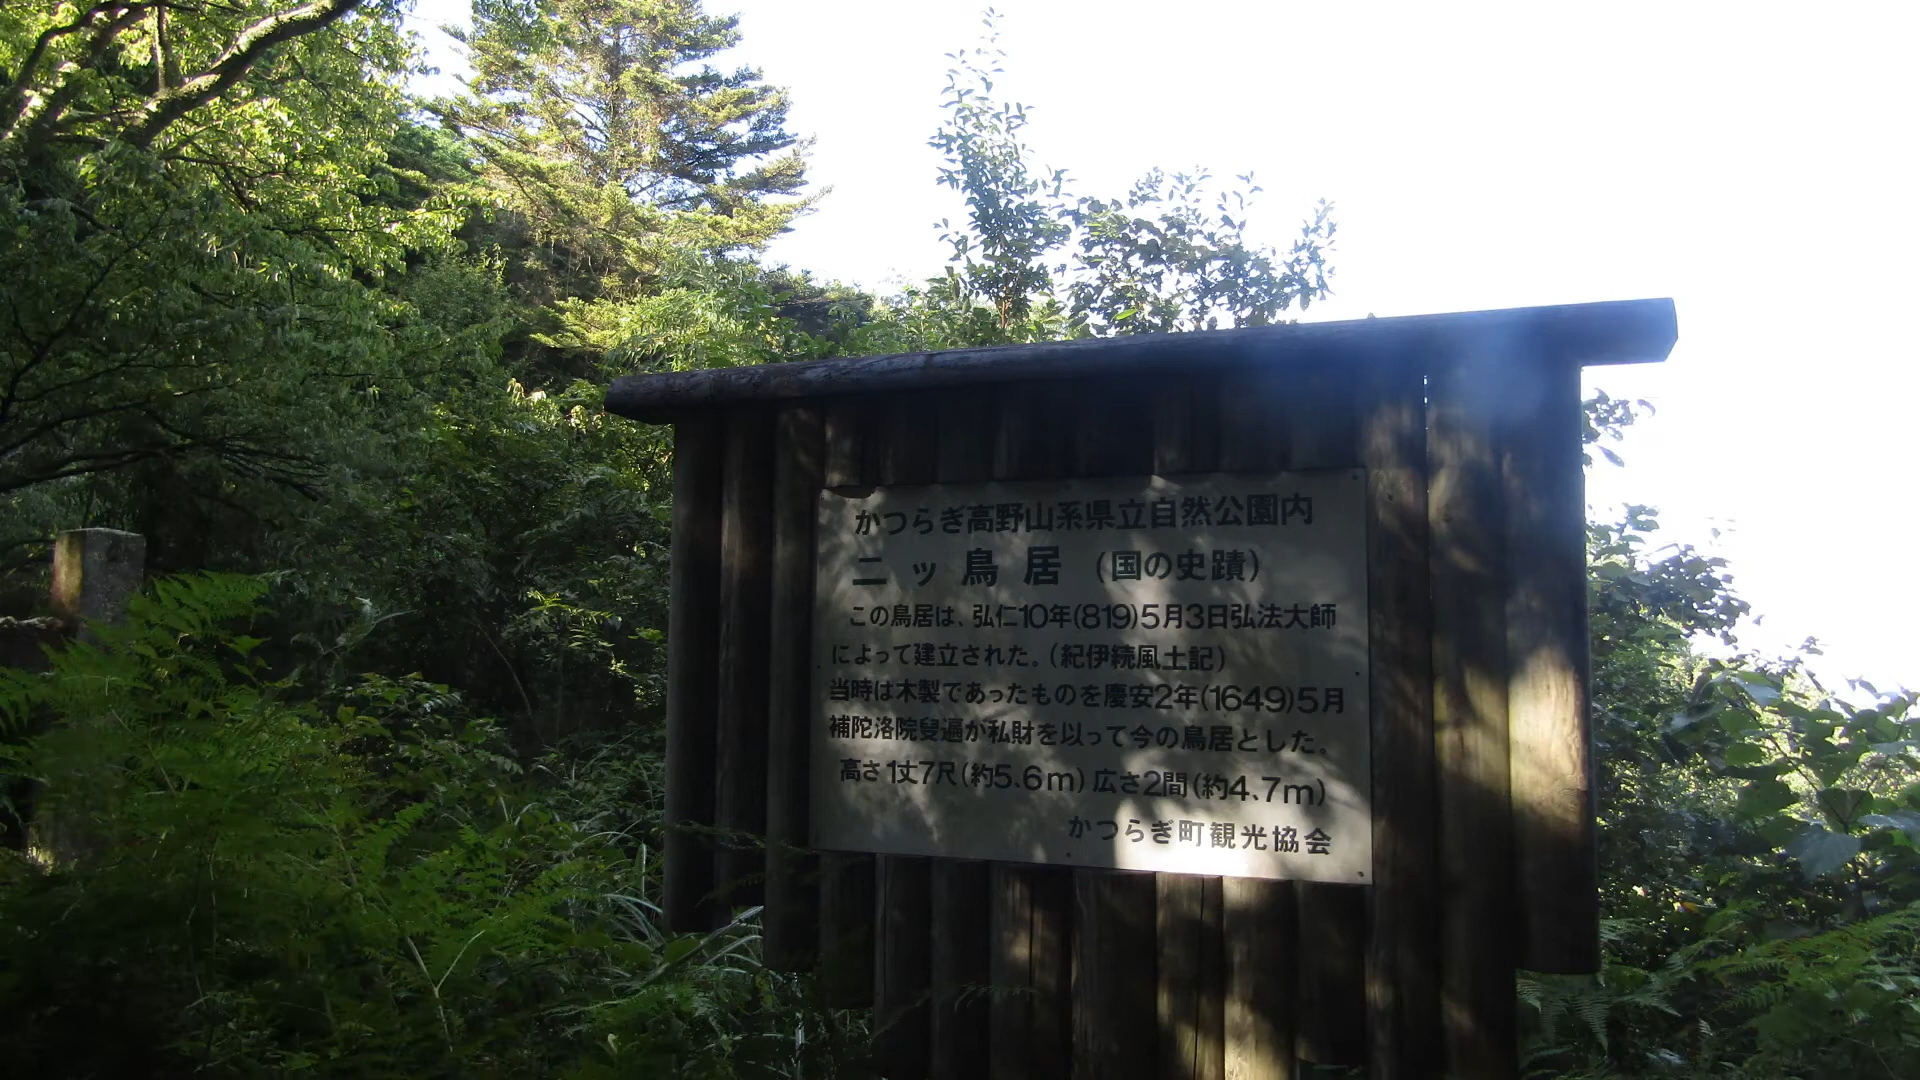 かつらぎ高野山系県立自然公園内
二ッ鳥居（国の史蹟）
この鳥居は、弘仁10年(819)5月3日弘法大師
によって建立された。(紀伊続風土記)
当時は木製であったものを慶安2年(1649)5月
補陀洛院叟遍が私財を以って今の鳥居とした。
高さ1丈7尺(約5.6m)広さ2間(約4.7m)
かつらぎ町観光協会